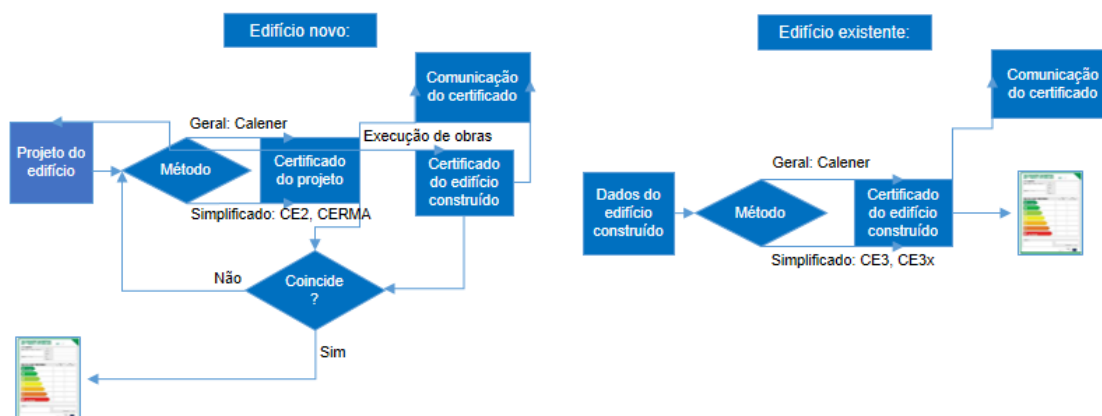 Edifício novo:
Comunicação
do certificado
Geral: Calener
Execução de obras
Projeto do
edifício
Método
Certificado
do projeto
Certificado
do edifício
construído
Simplificado: CE2, CERMA
Não
Coincide
?
Sim
Edifício existente:
Comunicação
do certificado
Geral: Calener
Dados do
edifício
construído
Método
Certificado
do edifício
construído
Simplificado: CE3, CE3x